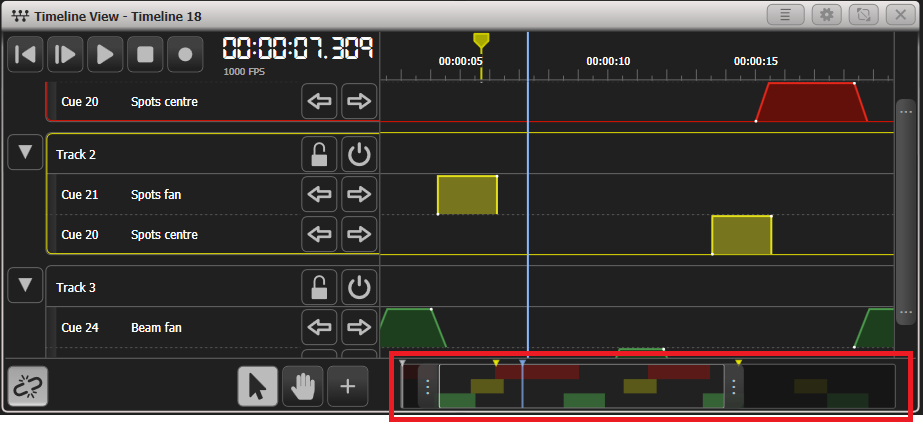 Timeline View - Timeline 18
00:00:07.309
1000 FPS
00:00:05 00:00:10 00:00:15
Cue 20 Spots centre
Track 2
Cue 21 Spots fan
Cue 20 Spots centre
Track 3
Cue 24 Beam fan